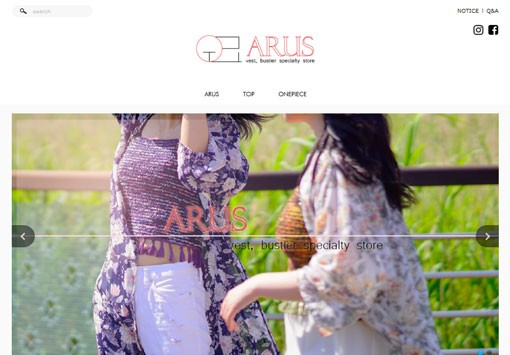 search
NOTICE | Q&A
ARUS
vest, bustier specialty store
ARUS
TOP
ONEPIECE
ARUS
vest, bustier specialty store